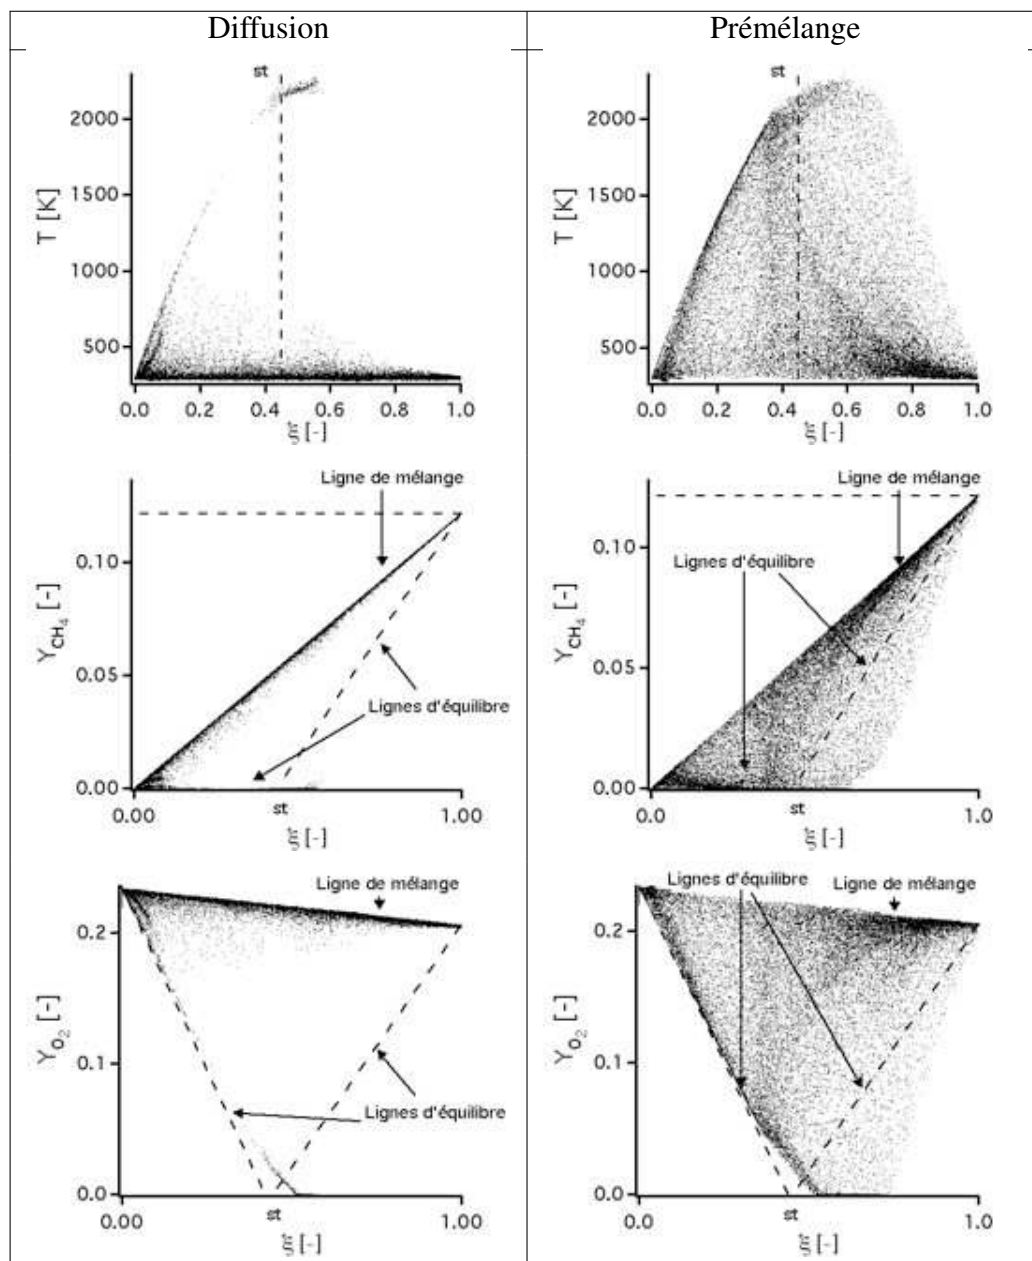 Diffusion
Prémélange
st
2000
1500
1000
500
T [K]
0.0 0.2 0.4 0.6 0.8 1.0
ξ [-]
st
2000
1500
1000
500
T [K]
0.0 0.2 0.4 0.6 0.8 1.0
ξ [-]
Ligne de mélange
0.10
0.05
0.00
Y_CH4 [-]
Lignes d'équilibre
0.00 st 1.00
ξ [-]
Ligne de mélange
Lignes d'équilibre
0.10
0.05
0.00
Y_CH4 [-]
0.00 st 1.0
ξ [-]
Ligne de mélange
0.2
0.1
0.0
Y_O2 [-]
Lignes d'équilibre
0.00 st 1.00
ξ [-]
Lignes d'équilibre
Ligne de mélange
0.2
0.1
0.0
Y_O2 [-]
0.00 st 1.0
ξ [-]